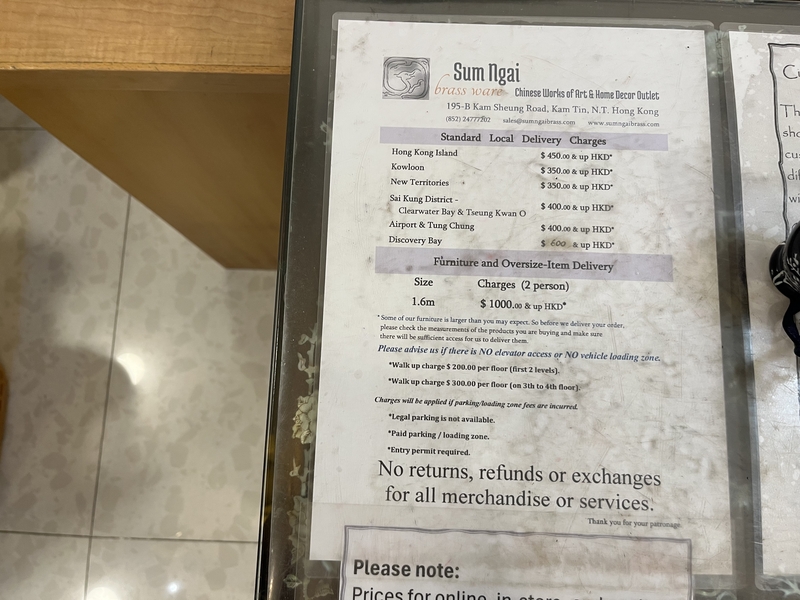 Sum Ngai
brass ware Chinese Works of Art & Home Decor Outlet
195-B Kam Sheung Road, Kam Tin, N.T. Hong Kong
(852) 24777202 sales@sumngaibrass.com www.sumngaibrass.com
Standard Local Delivery Charges
Hong Kong Island $ 450.00 & up HKD*
Kowloon $ 350.00 & up HKD*
New Territories $ 350.00 & up HKD*
Sai Kung District -
Clearwater Bay & Tseung Kwan O $ 400.00 & up HKD*
Airport & Tung Chung $ 400.00 & up HKD*
Discovery Bay $ 600 & up HKD*
Furniture and Oversize-Item Delivery
Size Charges (2 person)
1.6m $ 1000.00 & up HKD*
* Some of our furniture is larger than you may expect. So before we deliver your order,
please check the measurements of the products you are buying and make sure
there will be sufficient access for us to deliver them.
Please advise us if there is NO elevator access or NO vehicle loading zone.
*Walk up charge $ 200.00 per floor (first 2 levels).
*Walk up charge $ 300.00 per floor (on 3th to 4th floor).
Charges will be applied if parking/loading zone fees are incurred.
*Legal parking is not available.
*Paid parking / loading zone.
*Entry permit required.
No returns, refunds or exchanges
for all merchandise or services.
Thank you for your patronage.
Please note:
Prices for online, in-store